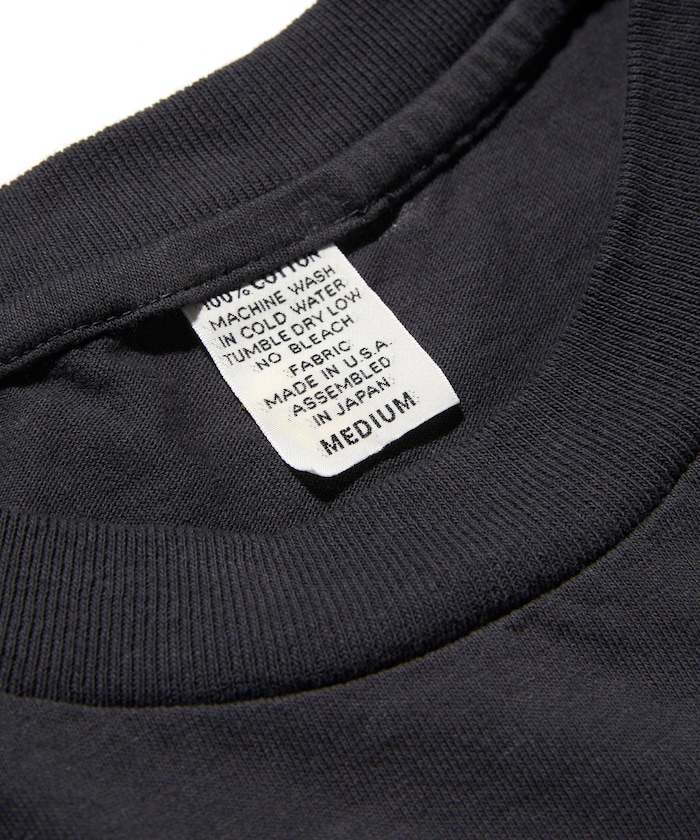 100% COTTON
MACHINE WASH
IN COLD WATER
TUMBLE DRY LOW
NO BLEACH
FABRIC
MADE IN U.S.A.
ASSEMBLED
IN JAPAN
MEDIUM